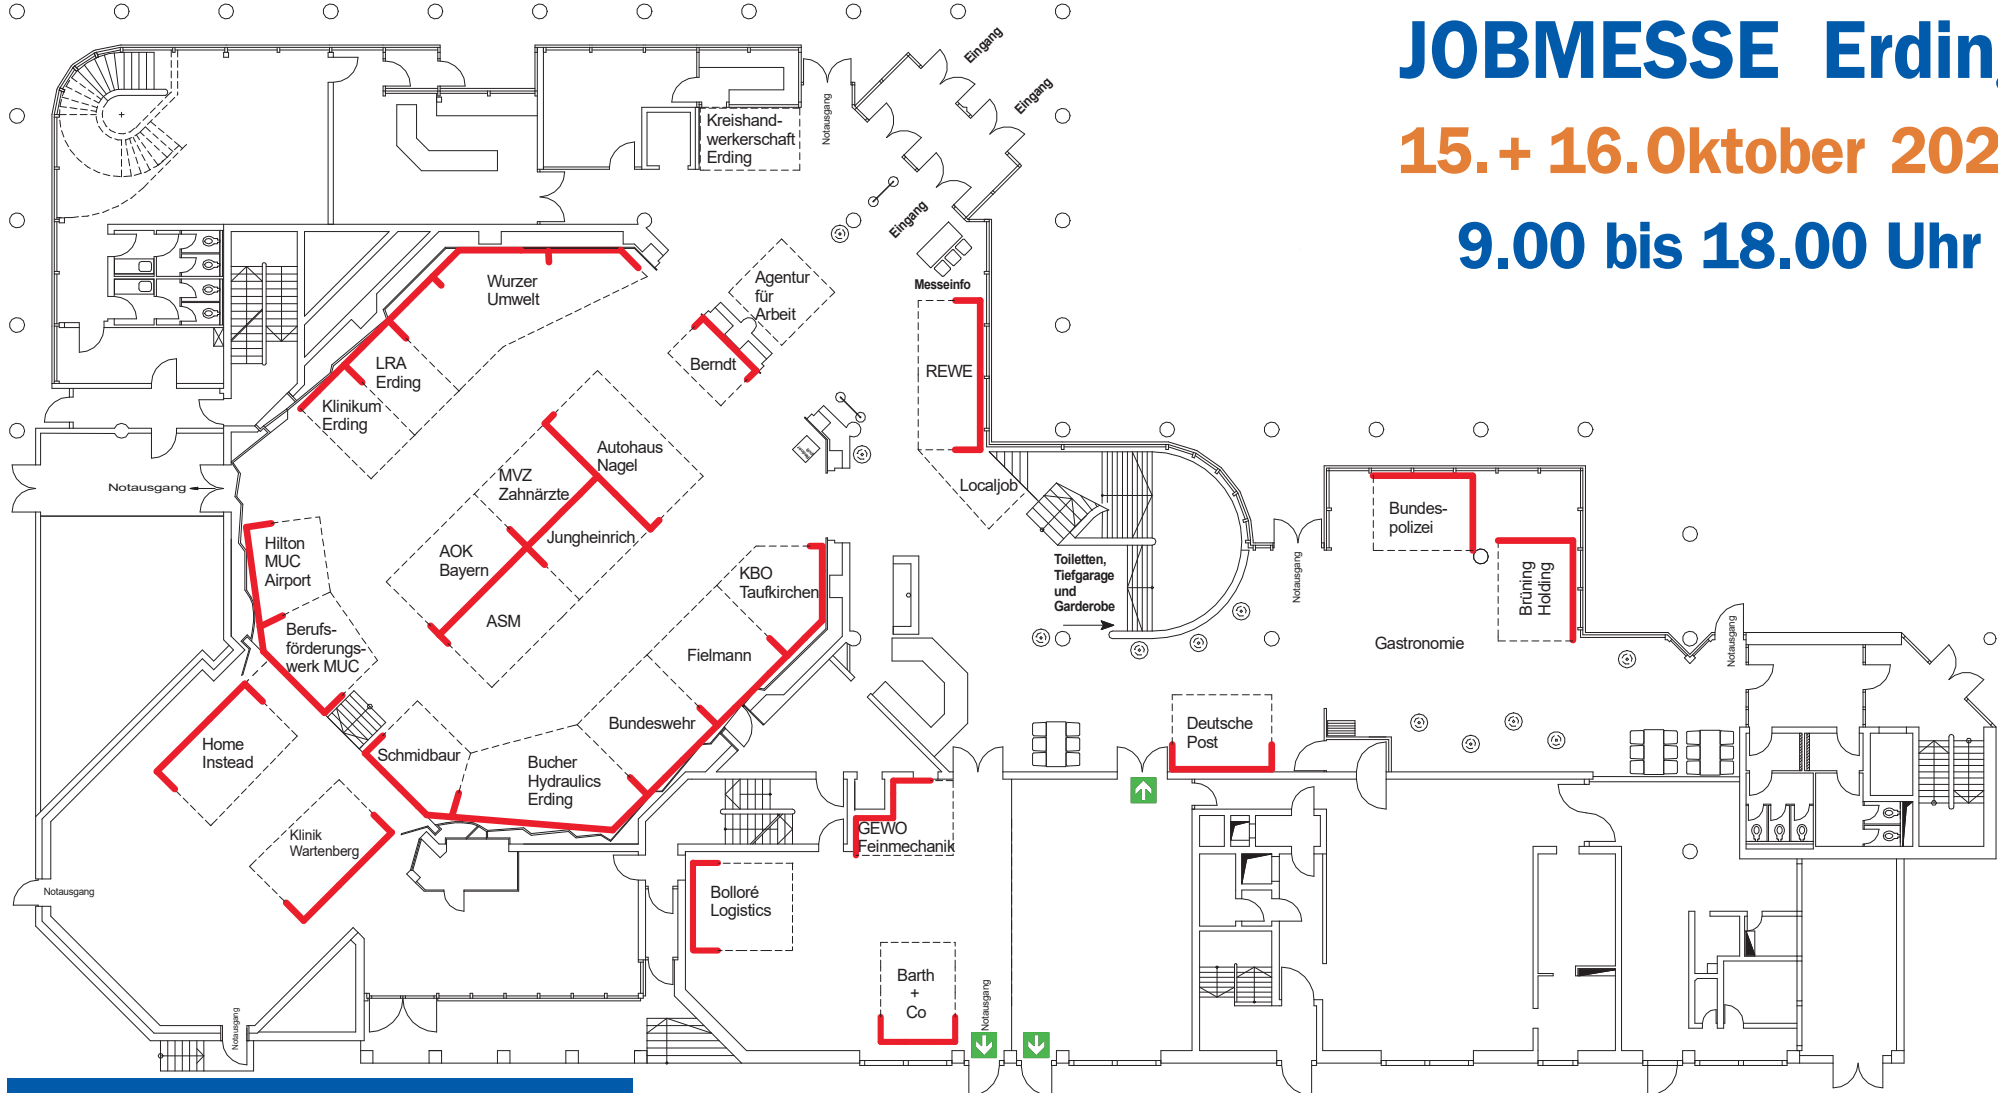 JOBMESSE Erdin
15.+ 16.Oktober 202
9.00 bis 18.00 Uhr
Eingang
Eingang
Eingang
Notausgang
Kreishand-
werkerschaft
Erding
Messeinfo
Wurzer
Umwelt
Agentur
für
Arbeit
Berndt
LRA
Erding
Klinikum
Erding
REWE
Localjob
Autohaus
Nagel
MVZ
Zahnärzte
Jungheinrich
AOK
Bayern
ASM
Notausgang
Hilton
MUC
Airport
Berufs-
förderungs-
werk MUC
KBO
Taufkirchen
Fielmann
Bundeswehr
Bucher
Hydraulics
Erding
Schmidbaur
Home
Instead
Klinik
Wartenberg
Notausgang
Notausgang
Toiletten,
Tiefgarage
und
Garderobe
Notausgang
Bundes-
polizei
Brüning
Holding
Gastronomie
Notausgang
Deutsche
Post
GEWO
Feinmechanik
Bolloré
Logistics
Barth
+
Co
Notausgang